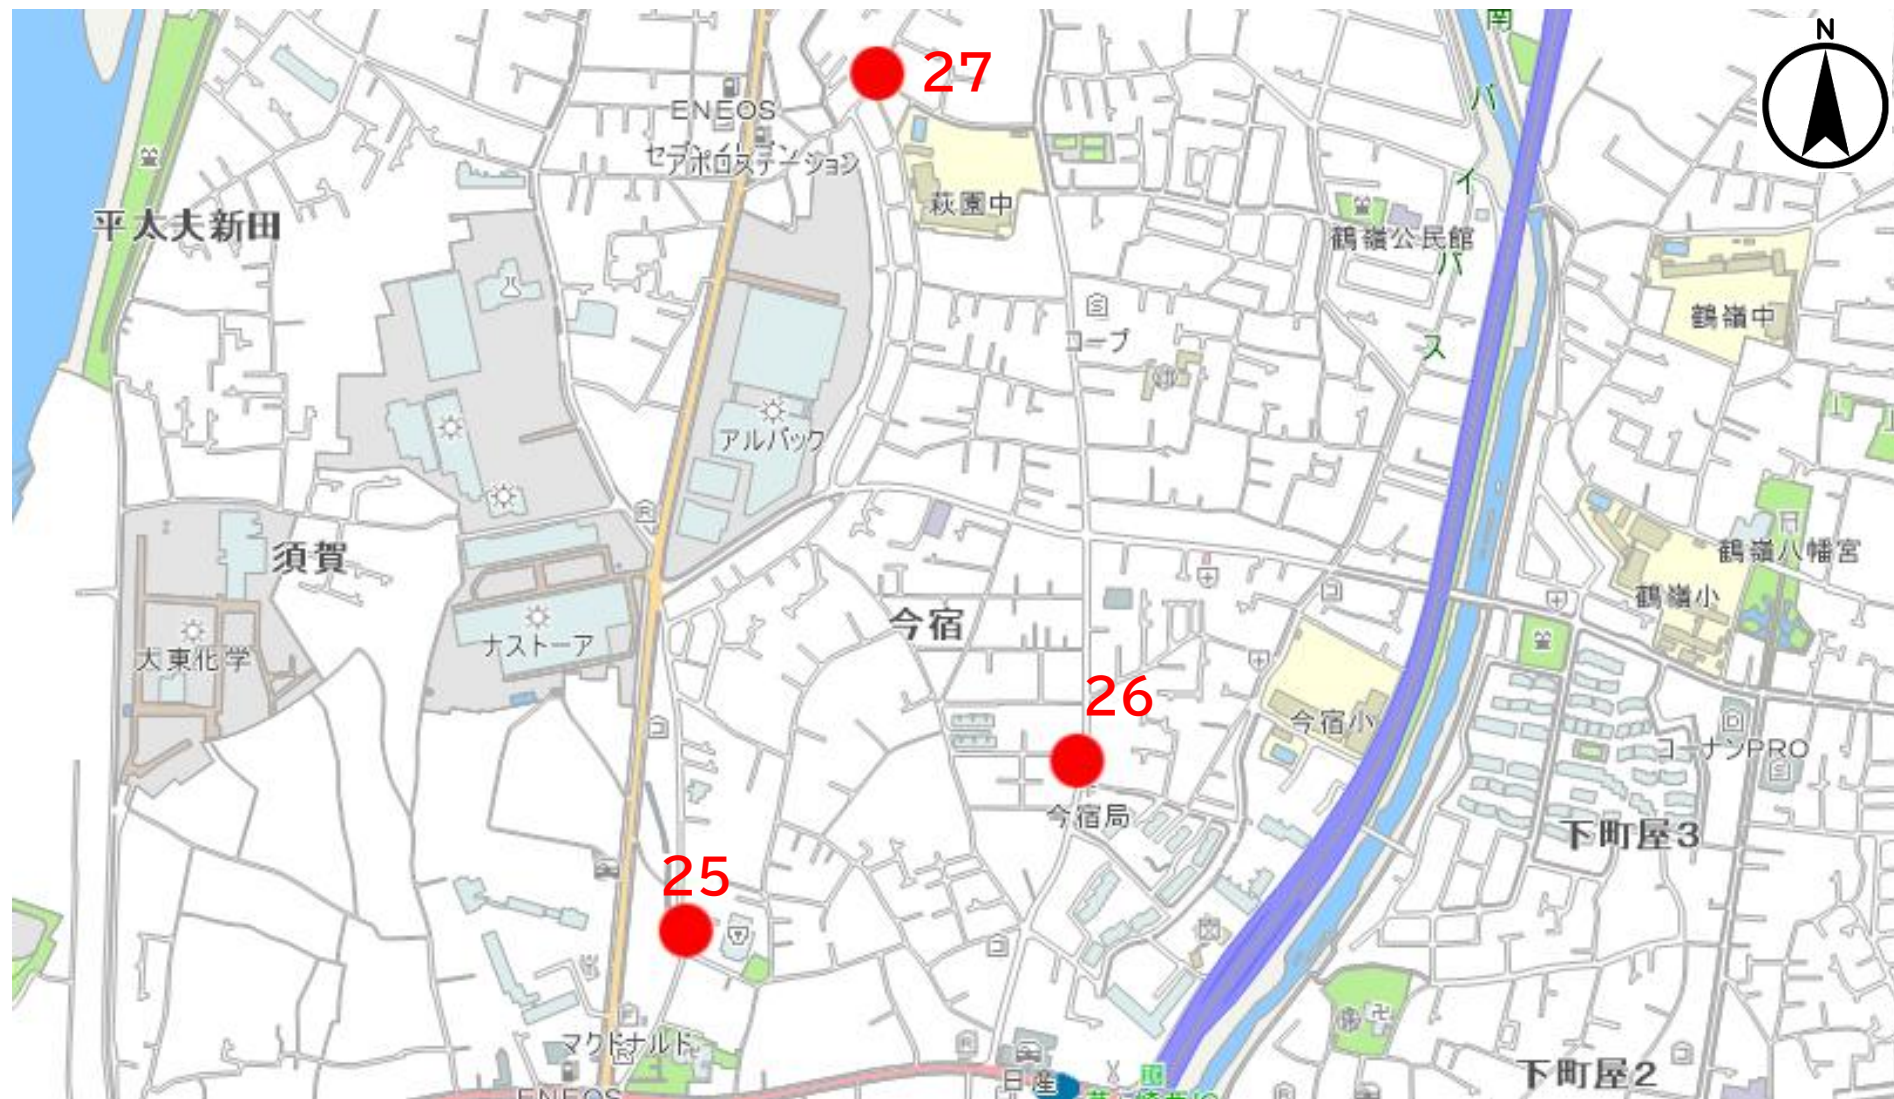 南
N
27
バ
ENEOS
アポロステーション
イ
萩園中
平太夫新田
鶴嶺公民館
パ
鶴嶺中
コープ
ス
アルバック
須賀
鶴嶺八幡宮
今宿
鶴嶺小
ナストーア
大東化学
26
今宿小
コーナンPRO
今宿局
下町屋3
25
マクドナルド
日産
IC
下町屋2
ENEOS